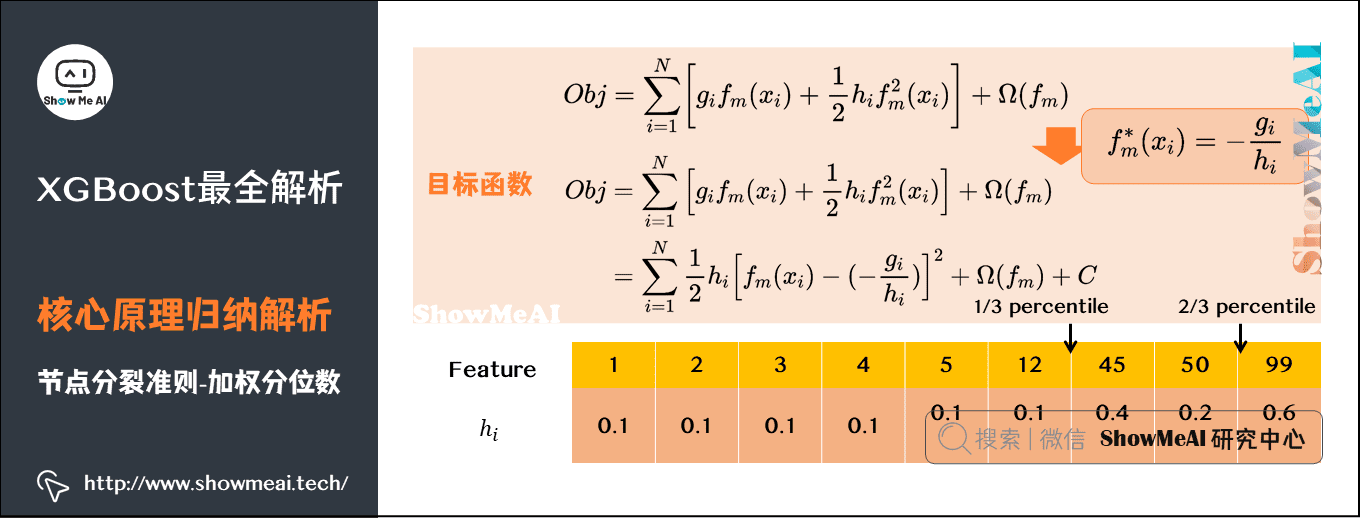 Show Me AI
XGBoost最全解析
核心原理归纳解析
节点分裂准则-加权分位数
http://www.showmeai.tech/
目标函数
Obj = \sum_{i=1}^{N} \left[ g_i f_m(x_i) + \frac{1}{2} h_i f_m^2(x_i) \right] + Ω(f_m)
f_m^*(x_i) = -\frac{g_i}{h_i}
Obj = \sum_{i=1}^{N} \left[ g_i f_m(x_i) + \frac{1}{2} h_i f_m^2(x_i) \right] + Ω(f_m)
= \sum_{i=1}^{N} \frac{1}{2} h_i \left[ f_m(x_i) - (-\frac{g_i}{h_i}) \right]^2 + Ω(f_m) + C
ShowMeAI
ShowMeAI
1/3 percentile 2/3 percentile
Feature 1 2 3 4 5 12 45 50 99
h_i 0.1 0.1 0.1 0.1 0.1 0.1 0.4 0.2 0.6
搜索 | 微信 ShowMeAI 研究中心